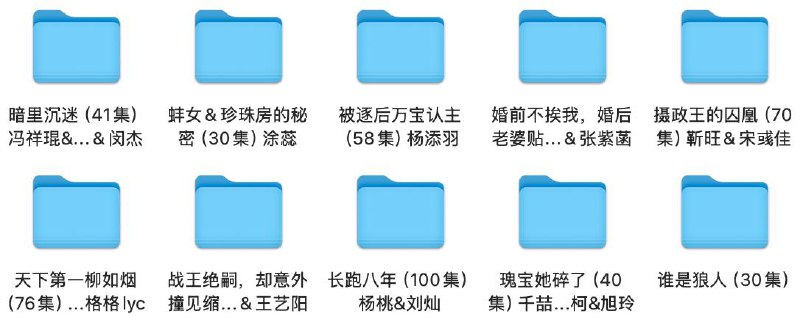 暗里沉迷（41集）
冯祥琨&...＆闵杰
蚌女＆珍珠房的秘
密（30集）涂蕊
被逐后万宝认主
（58集）杨添羽
婚前不挨我，婚后
老婆贴...＆张紫菡
摄政王的囚凰（70
集）靳旺＆宋彧佳
天下第一柳如烟
（76集）...格格lyc
战王绝嗣，却意外
撞见缩...＆王艺阳
长跑八年（100集）
杨桃&刘灿
瑰宝她碎了（40
集）千喆...柯&旭玲
谁是狼人（30集）